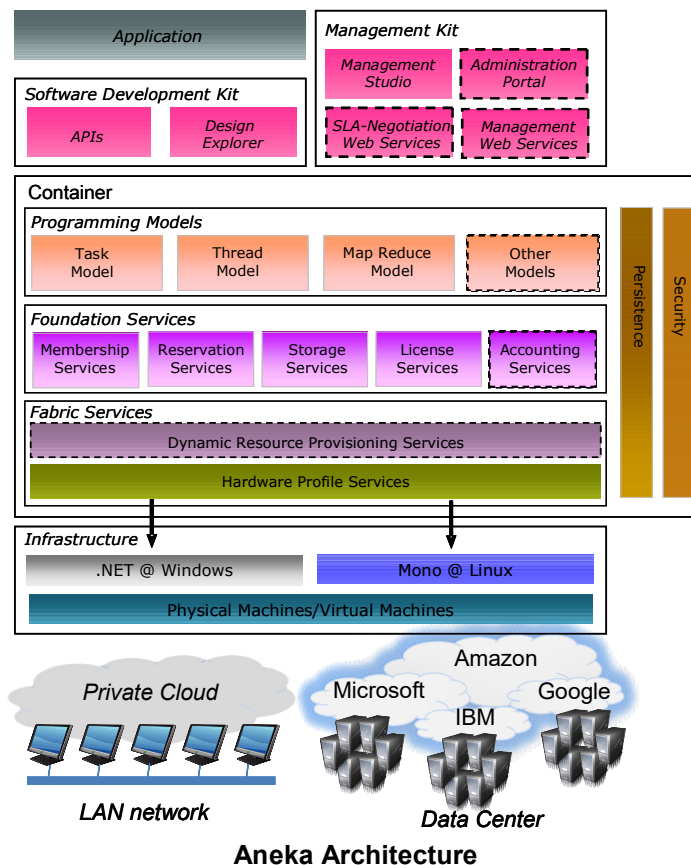 Application
Management Kit
Management
Studio
Administration
Portal
SLA-Negotiation
Web Services
Management
Web Services
Software Development Kit
APIs
Design
Explorer
Container
Programming Models
Task
Model
Thread
Model
Map Reduce
Model
Other
Models
Foundation Services
Membership
Services
Reservation
Services
Storage
Services
License
Services
Accounting
Services
Fabric Services
Dynamic Resource Provisioning Services
Hardware Profile Services
Persistence
Security
Infrastructure
.NET @ Windows
Mono @ Linux
Physical Machines/Virtual Machines
Private Cloud
Amazon
Microsoft
Google
IBM
LAN network
Data Center
Aneka Architecture